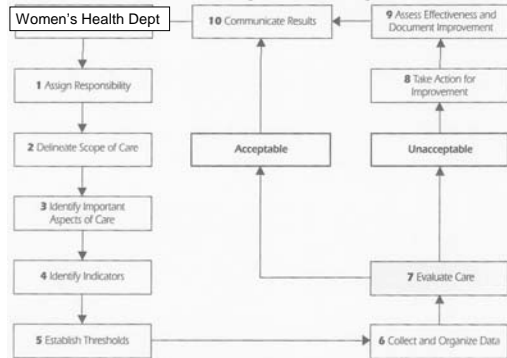 Women's Health Dept
10 Communicate Results
9 Assess Effectiveness and
Document Improvement
1 Assign Responsibility
8 Take Action for
Improvement
2 Delineate Scope of Care
Acceptable
Unacceptable
3 Identify Important
Aspects of Care
4 Identify Indicators
7 Evaluate Care
5 Establish Thresholds
6 Collect and Organize Data